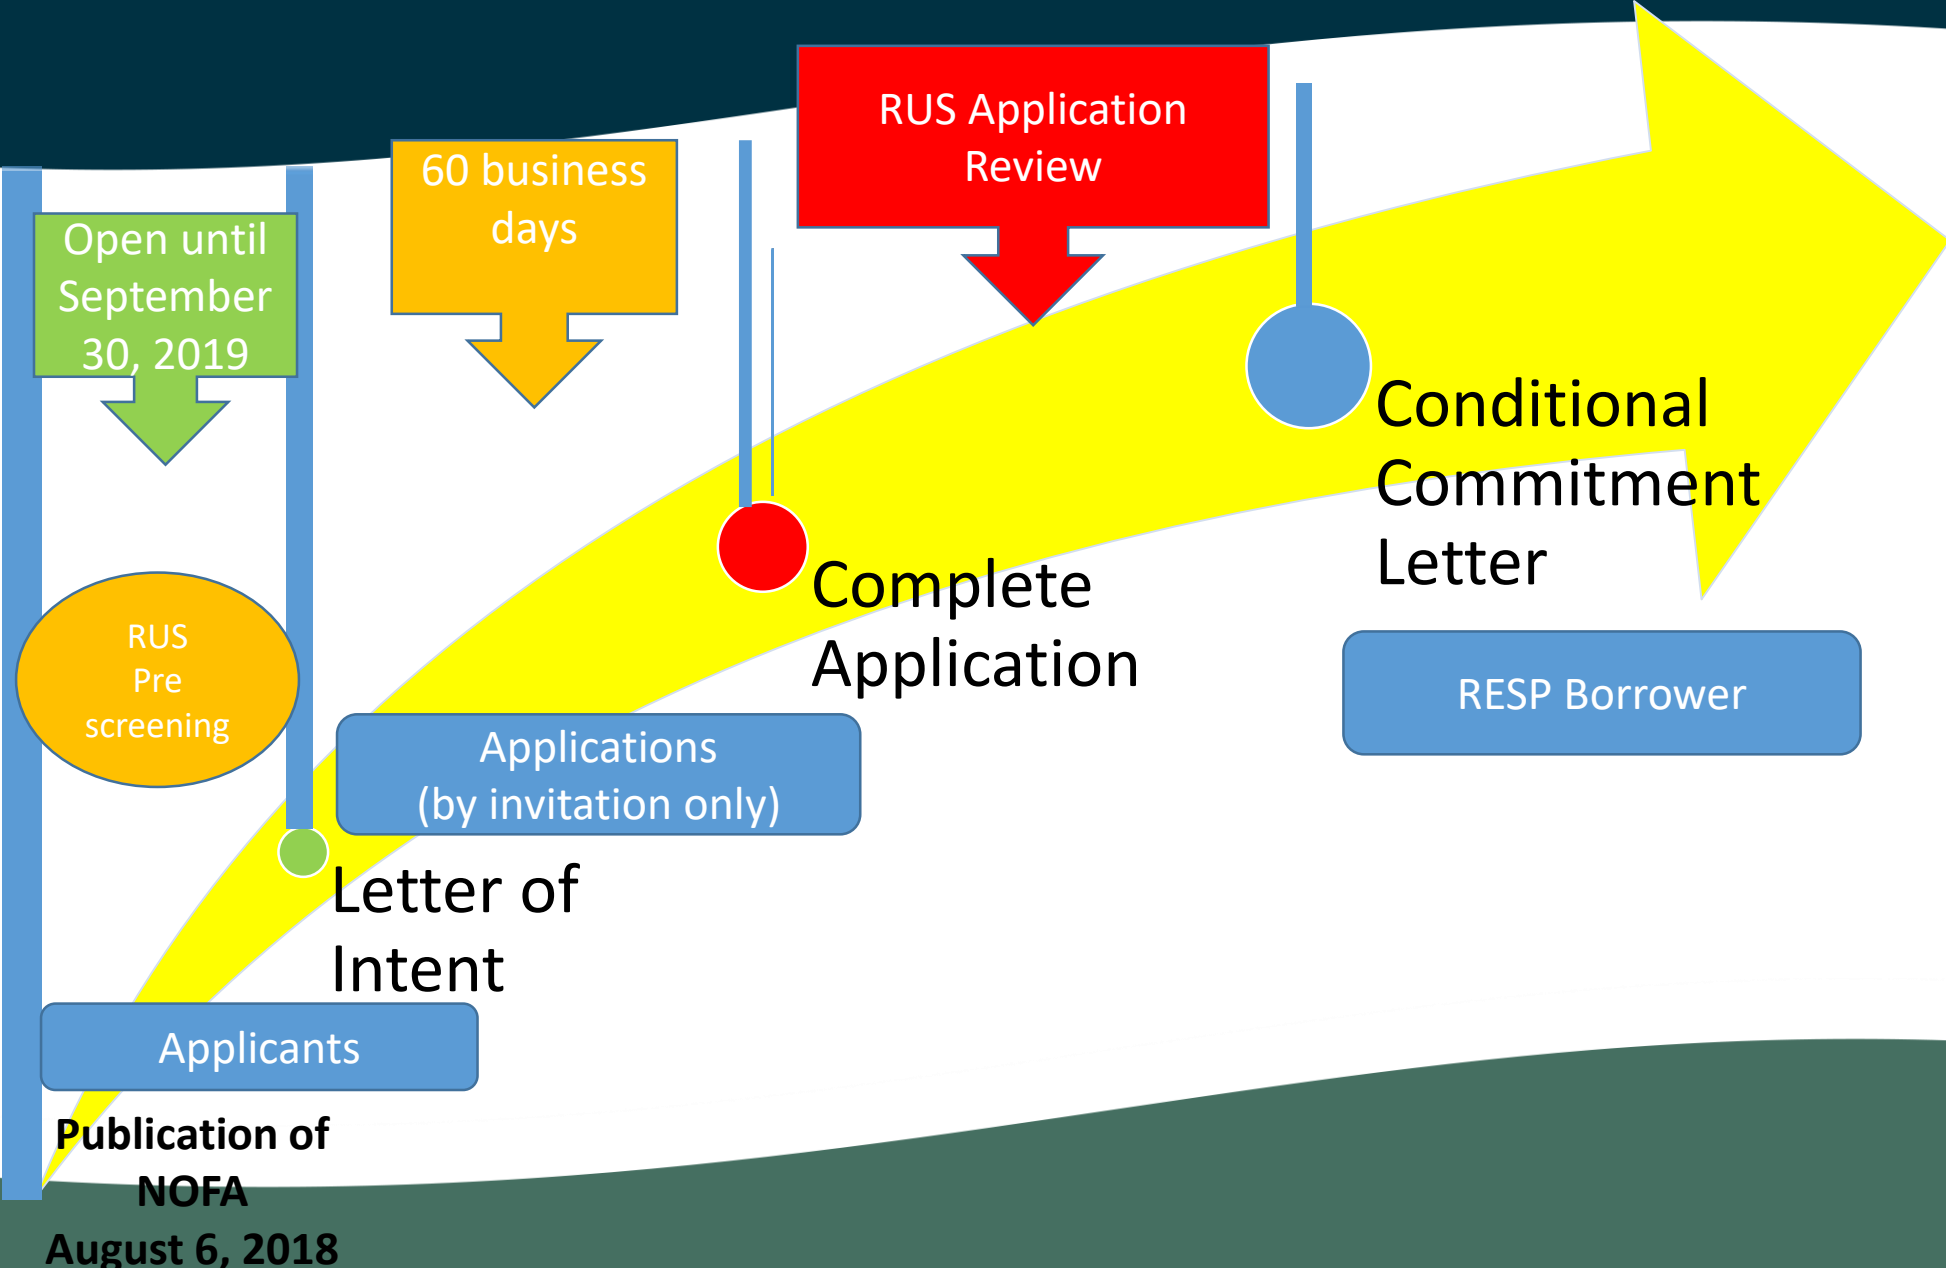 RUS Application
Review
60 business
days
Open until
September
30, 2019
Conditional
Commitment
Letter
Complete
Application
RUS
Pre
screening
RESP Borrower
Applications
(by invitation only)
Letter of
Intent
Applicants
Publication of
NOFA
August 6, 2018